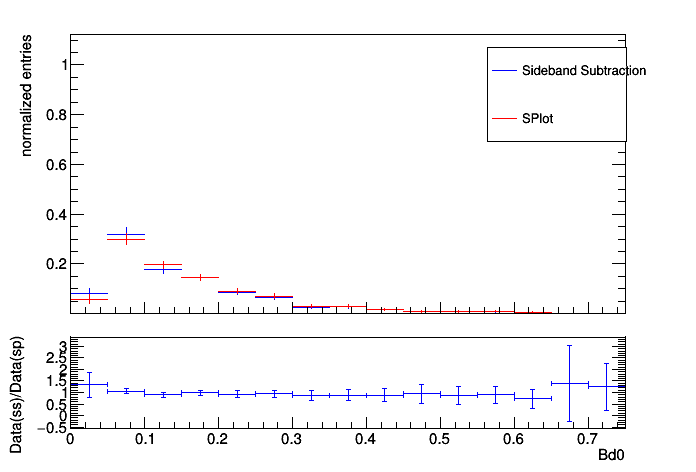 normalized entries
1
0.8
0.6
0.4
0.2
Sideband Subtraction
SPlot
Data(ss)/Data(sp)
3
2.5
2
1.5
1
0.5
0
−0.5
0 0.1 0.2 0.3 0.4 0.5 0.6 0.7
Bd0